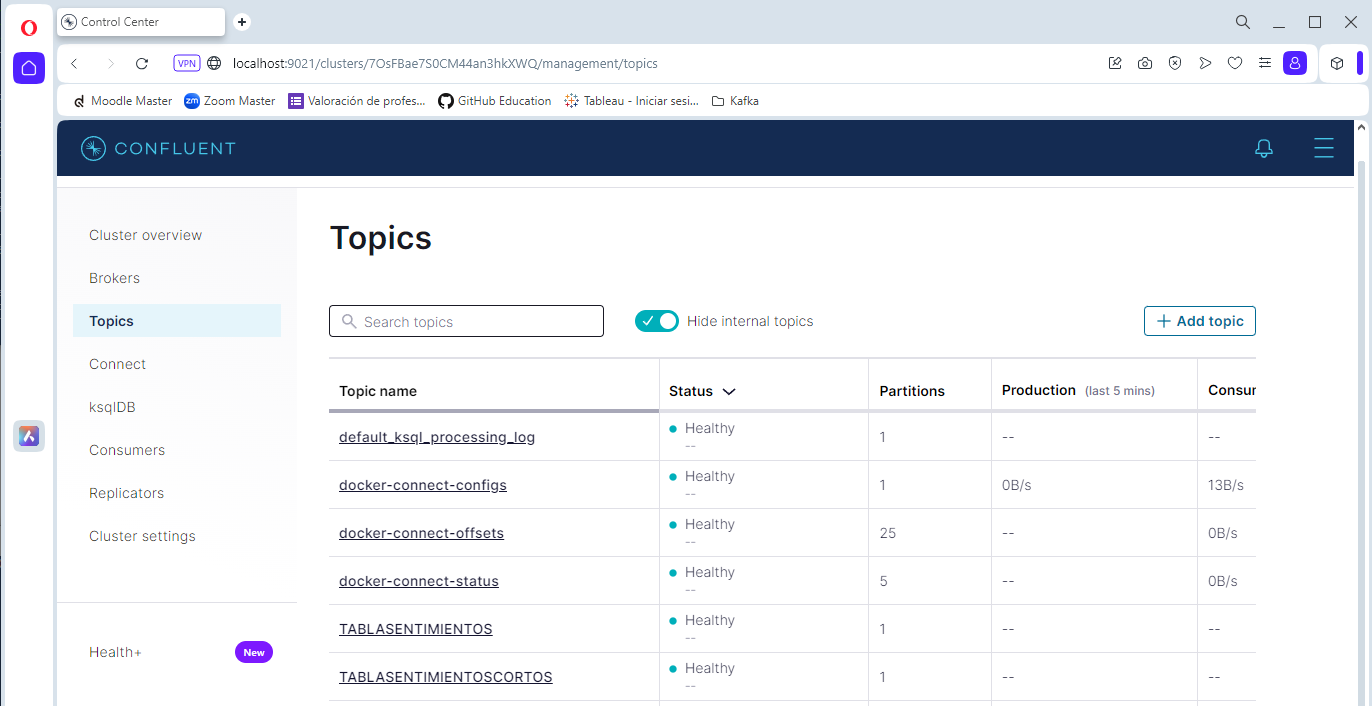 Control Center
VPN
localhost:9021/clusters/7OsFBae7S0CM44an3hkXWQ/management/topics
Moodle Master
zm Zoom Master
Valoración de profes...
GitHub Education
Tableau - Iniciar sesi...
Kafka
CONFLUENT
Cluster overview
Brokers
Topics
Connect
ksqlDB
Consumers
Replicators
Cluster settings
Health+ New
Topics
Search topics
Hide internal topics
+ Add topic
Topic name Status Partitions Production (last 5 mins) Consur
default_ksql_processing_log Healthy -- 1 -- --
docker-connect-configs Healthy -- 1 0B/s 13B/s
docker-connect-offsets Healthy -- 25 -- 0B/s
docker-connect-status Healthy -- 5 -- 0B/s
TABLASENTIMIENTOS Healthy -- 1 -- --
TABLASENTIMIENTOSCORTOS Healthy -- 1 -- --